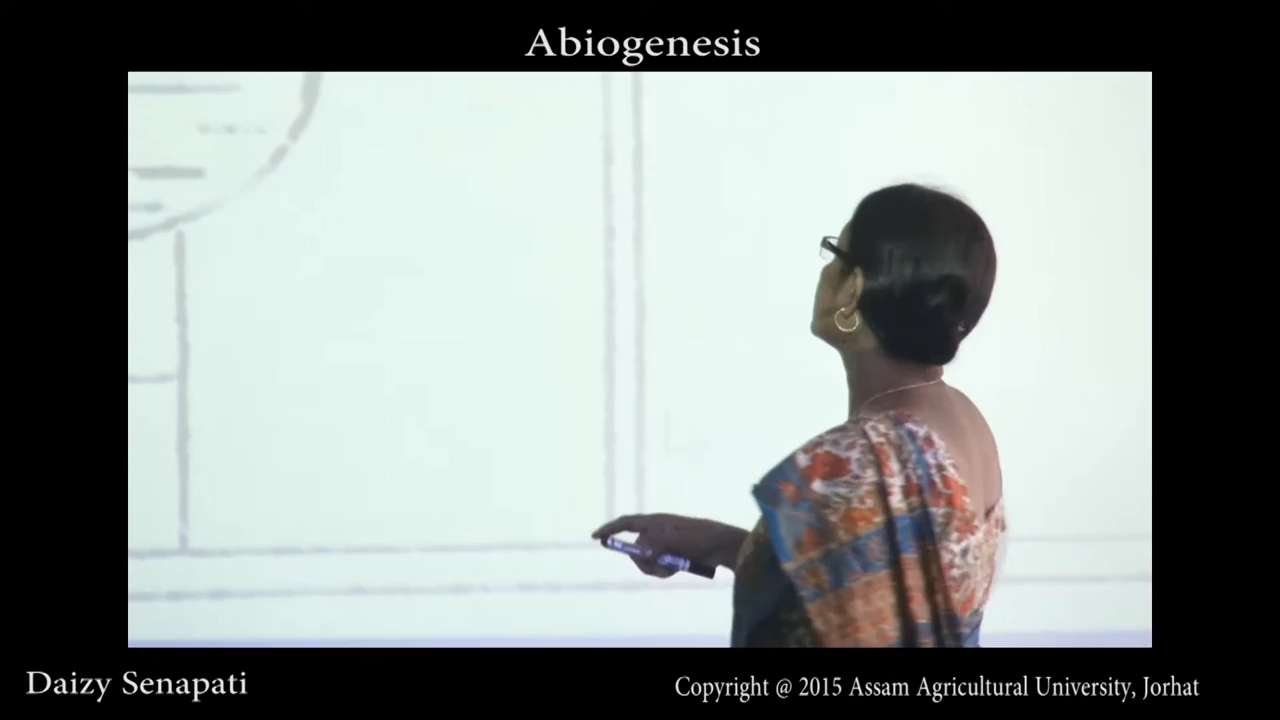 Abiogenesis
Daizy Senapati
Copyright @ 2015 Assam Agricultural University, Jorhat